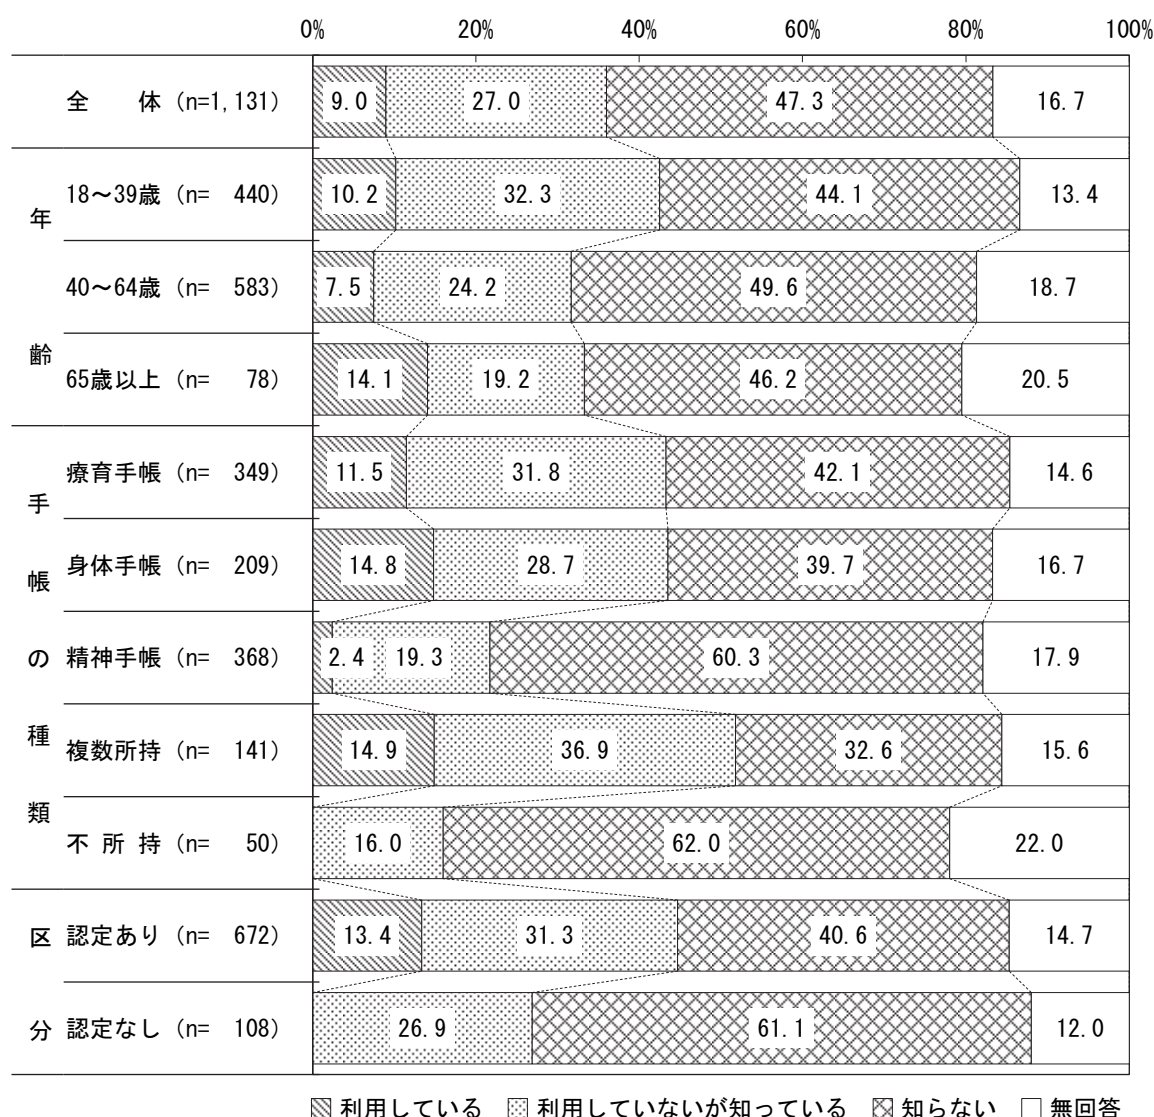 0% 20% 40% 60% 80% 100%
全　　体 (n=1,131) 9.0 27.0 47.3 16.7
年齢
18～39歳 (n= 440) 10.2 32.3 44.1 13.4
40～64歳 (n= 583) 7.5 24.2 49.6 18.7
65歳以上 (n= 78) 14.1 19.2 46.2 20.5
手帳の種類
療育手帳 (n= 349) 11.5 31.8 42.1 14.6
身体手帳 (n= 209) 14.8 28.7 39.7 16.7
精神手帳 (n= 368) 2.4 19.3 60.3 17.9
複数所持 (n= 141) 14.9 36.9 32.6 15.6
不所持 (n= 50) 16.0 62.0 22.0
区分
認定あり (n= 672) 13.4 31.3 40.6 14.7
認定なし (n= 108) 26.9 61.1 12.0
利用している 利用していないが知っている 知らない 無回答